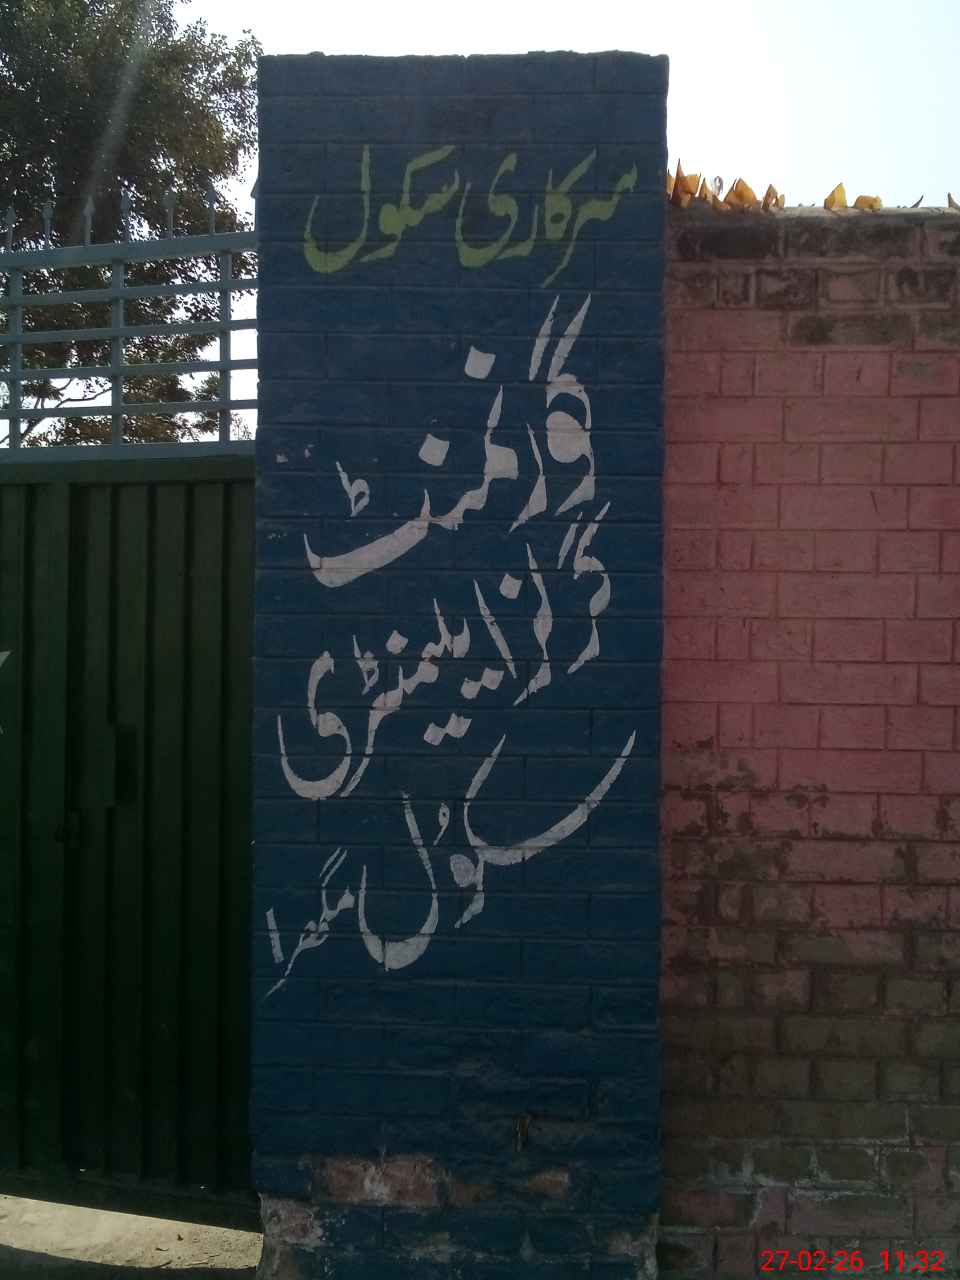 سرکاری سکول
گورنمنٹ
گرلز ایلیمنٹری
سکول مگھرا
27-02-26 11:32